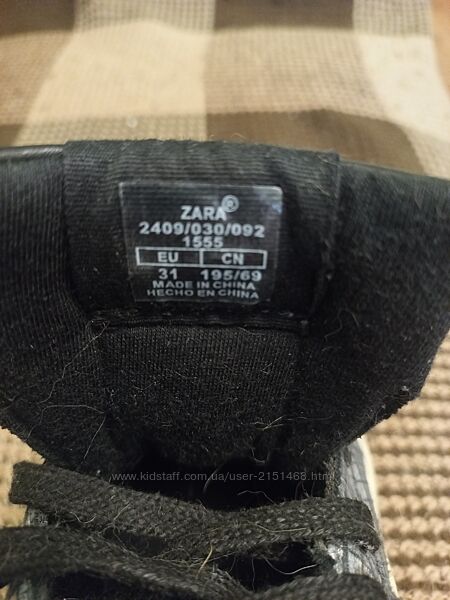 ZARA®
2409/030/092
1555
EU CN
31 195/69
MADE IN CHINA
HECHO EN CHINA
www.kidstaff.com.ua/user-2151468.html